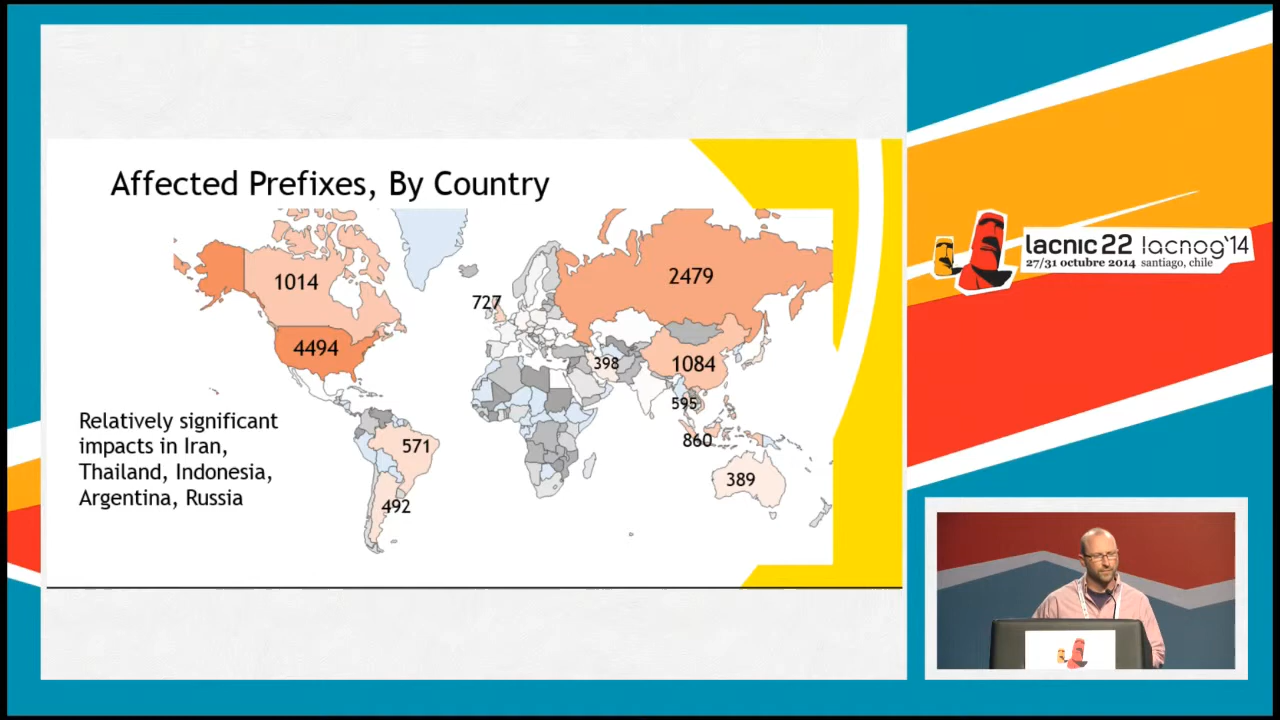 Affected Prefixes, By Country
1014
2479
727
4494
398
1084
595
571
860
389
492
Relatively significant
impacts in Iran,
Thailand, Indonesia,
Argentina, Russia
lacnic 22 lacnog'14
27/31 octubre 2014 santiago, chile